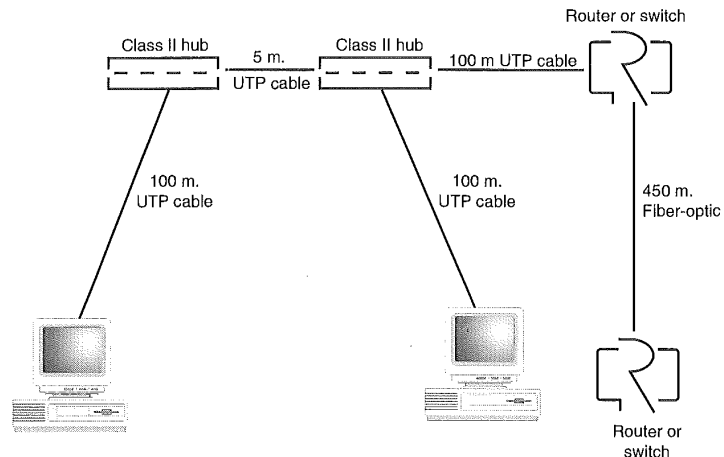 Router or switch
Class II hub
5 m.
UTP cable
Class II hub
100 m UTP cable
100 m.
UTP cable
100 m.
UTP cable
450 m.
Fiber-optic
Router or
switch